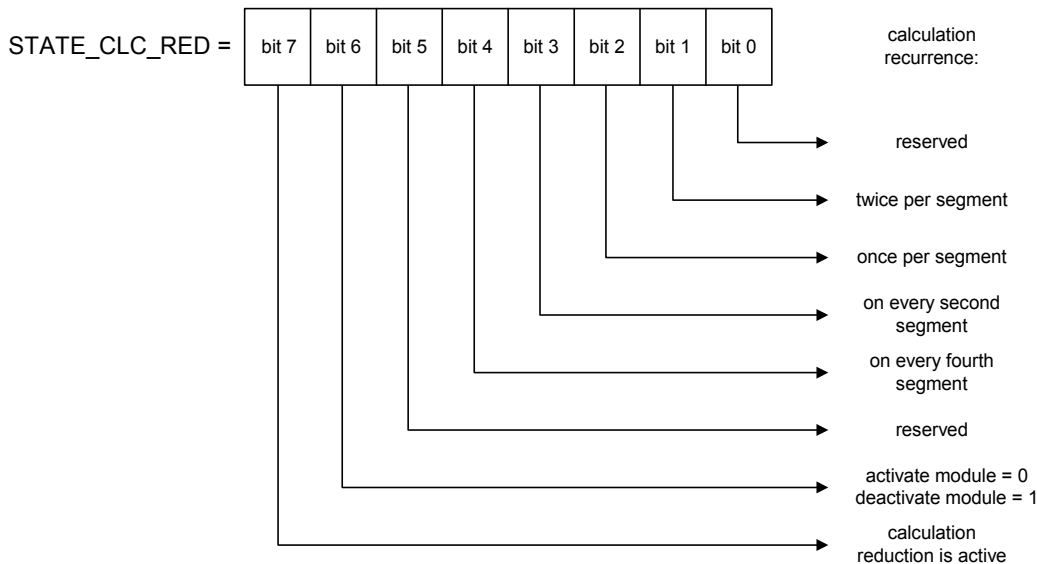 STATE_CLC_RED = bit 7 bit 6 bit 5 bit 4 bit 3 bit 2 bit 1 bit 0
calculation
recurrence:
reserved
twice per segment
once per segment
on every second
segment
on every fourth
segment
reserved
activate module = 0
deactivate module = 1
calculation
reduction is active